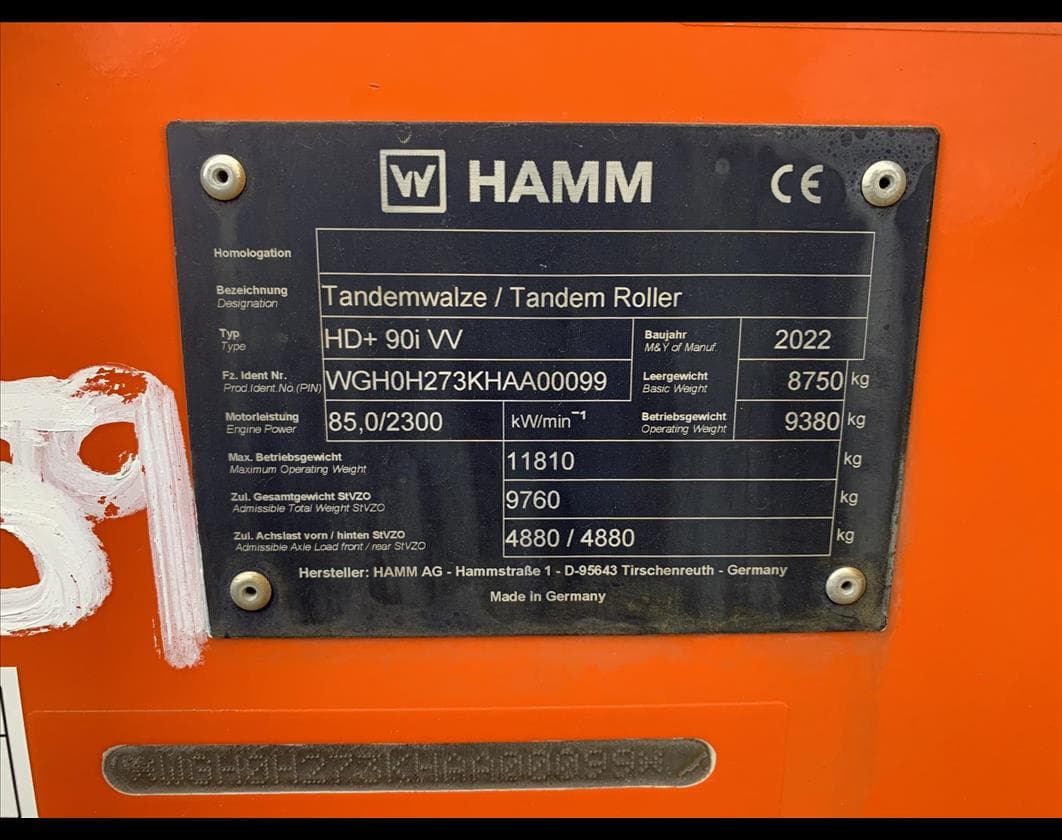 W HAMM CE
Homologation
Bezeichnung
Designation
Tandemwalze / Tandem Roller
Typ
Type
HD+ 90i VV
Baujahr
M&Y of Manuf.
2022
Fz. Ident Nr.
Prod.Ident.No.(PIN)
WGH0H273KHAA00099
Leergewicht
Basic Weight
8750 kg
Motorleistung
Engine Power
85,0/2300 kW/min⁻¹
Betriebsgewicht
Operating Weight
9380 kg
Max. Betriebsgewicht
Maximum Operating Weight
11810 kg
Zul. Gesamtgewicht StVZO
Admissible Total Weight StVZO
9760 kg
Zul. Achslast vorn / hinten StVZO
Admissible Axle Load front / rear StVZO
4880 / 4880 kg
Hersteller: HAMM AG - Hammstraße 1 - D-95643 Tirschenreuth - Germany
Made in Germany
*WGH0H273KHAA00099*